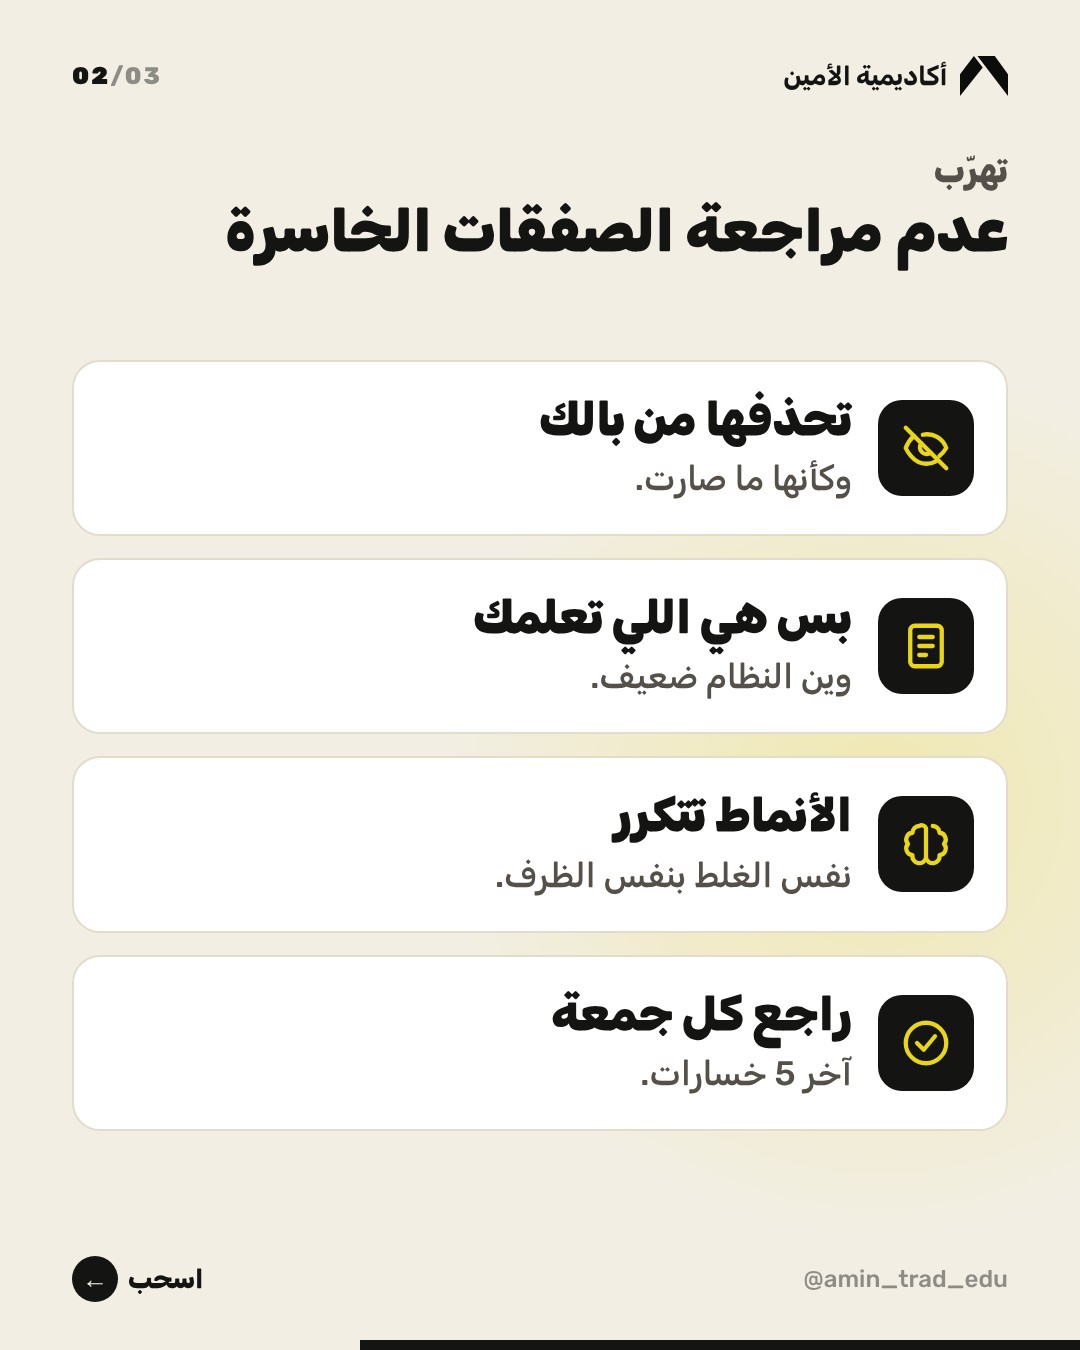 أكاديمية الأمين
02/03
تهرّب
عدم مراجعة الصفقات الخاسرة
تحذفها من بالك
وكأنها ما صارت.
بس هي اللي تعلمك
وين النظام ضعيف.
الأنماط تتكرر
نفس الغلط بنفس الظرف.
راجع كل جمعة
آخر 5 خسارات.
@amin_trad_edu
اسحب ←